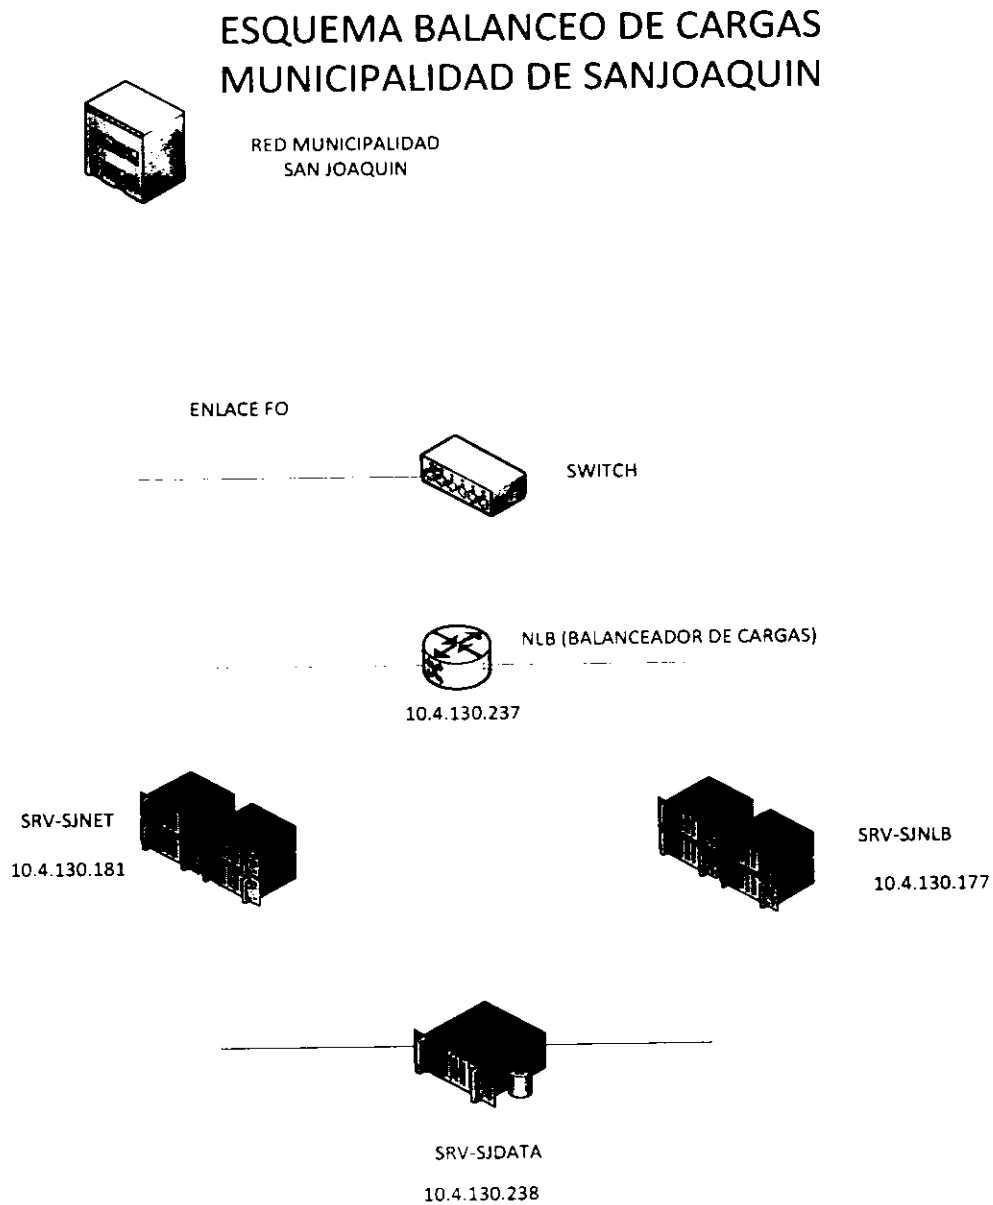 ESQUEMA BALANCEO DE CARGAS
MUNICIPALIDAD DE SANJOAQUIN
RED MUNICIPALIDAD
SAN JOAQUIN
ENLACE FO
SWITCH
NLB (BALANCEADOR DE CARGAS)
10.4.130.237
SRV-SJNET
10.4.130.181
SRV-SJNLB
10.4.130.177
SRV-SJDATA
10.4.130.238